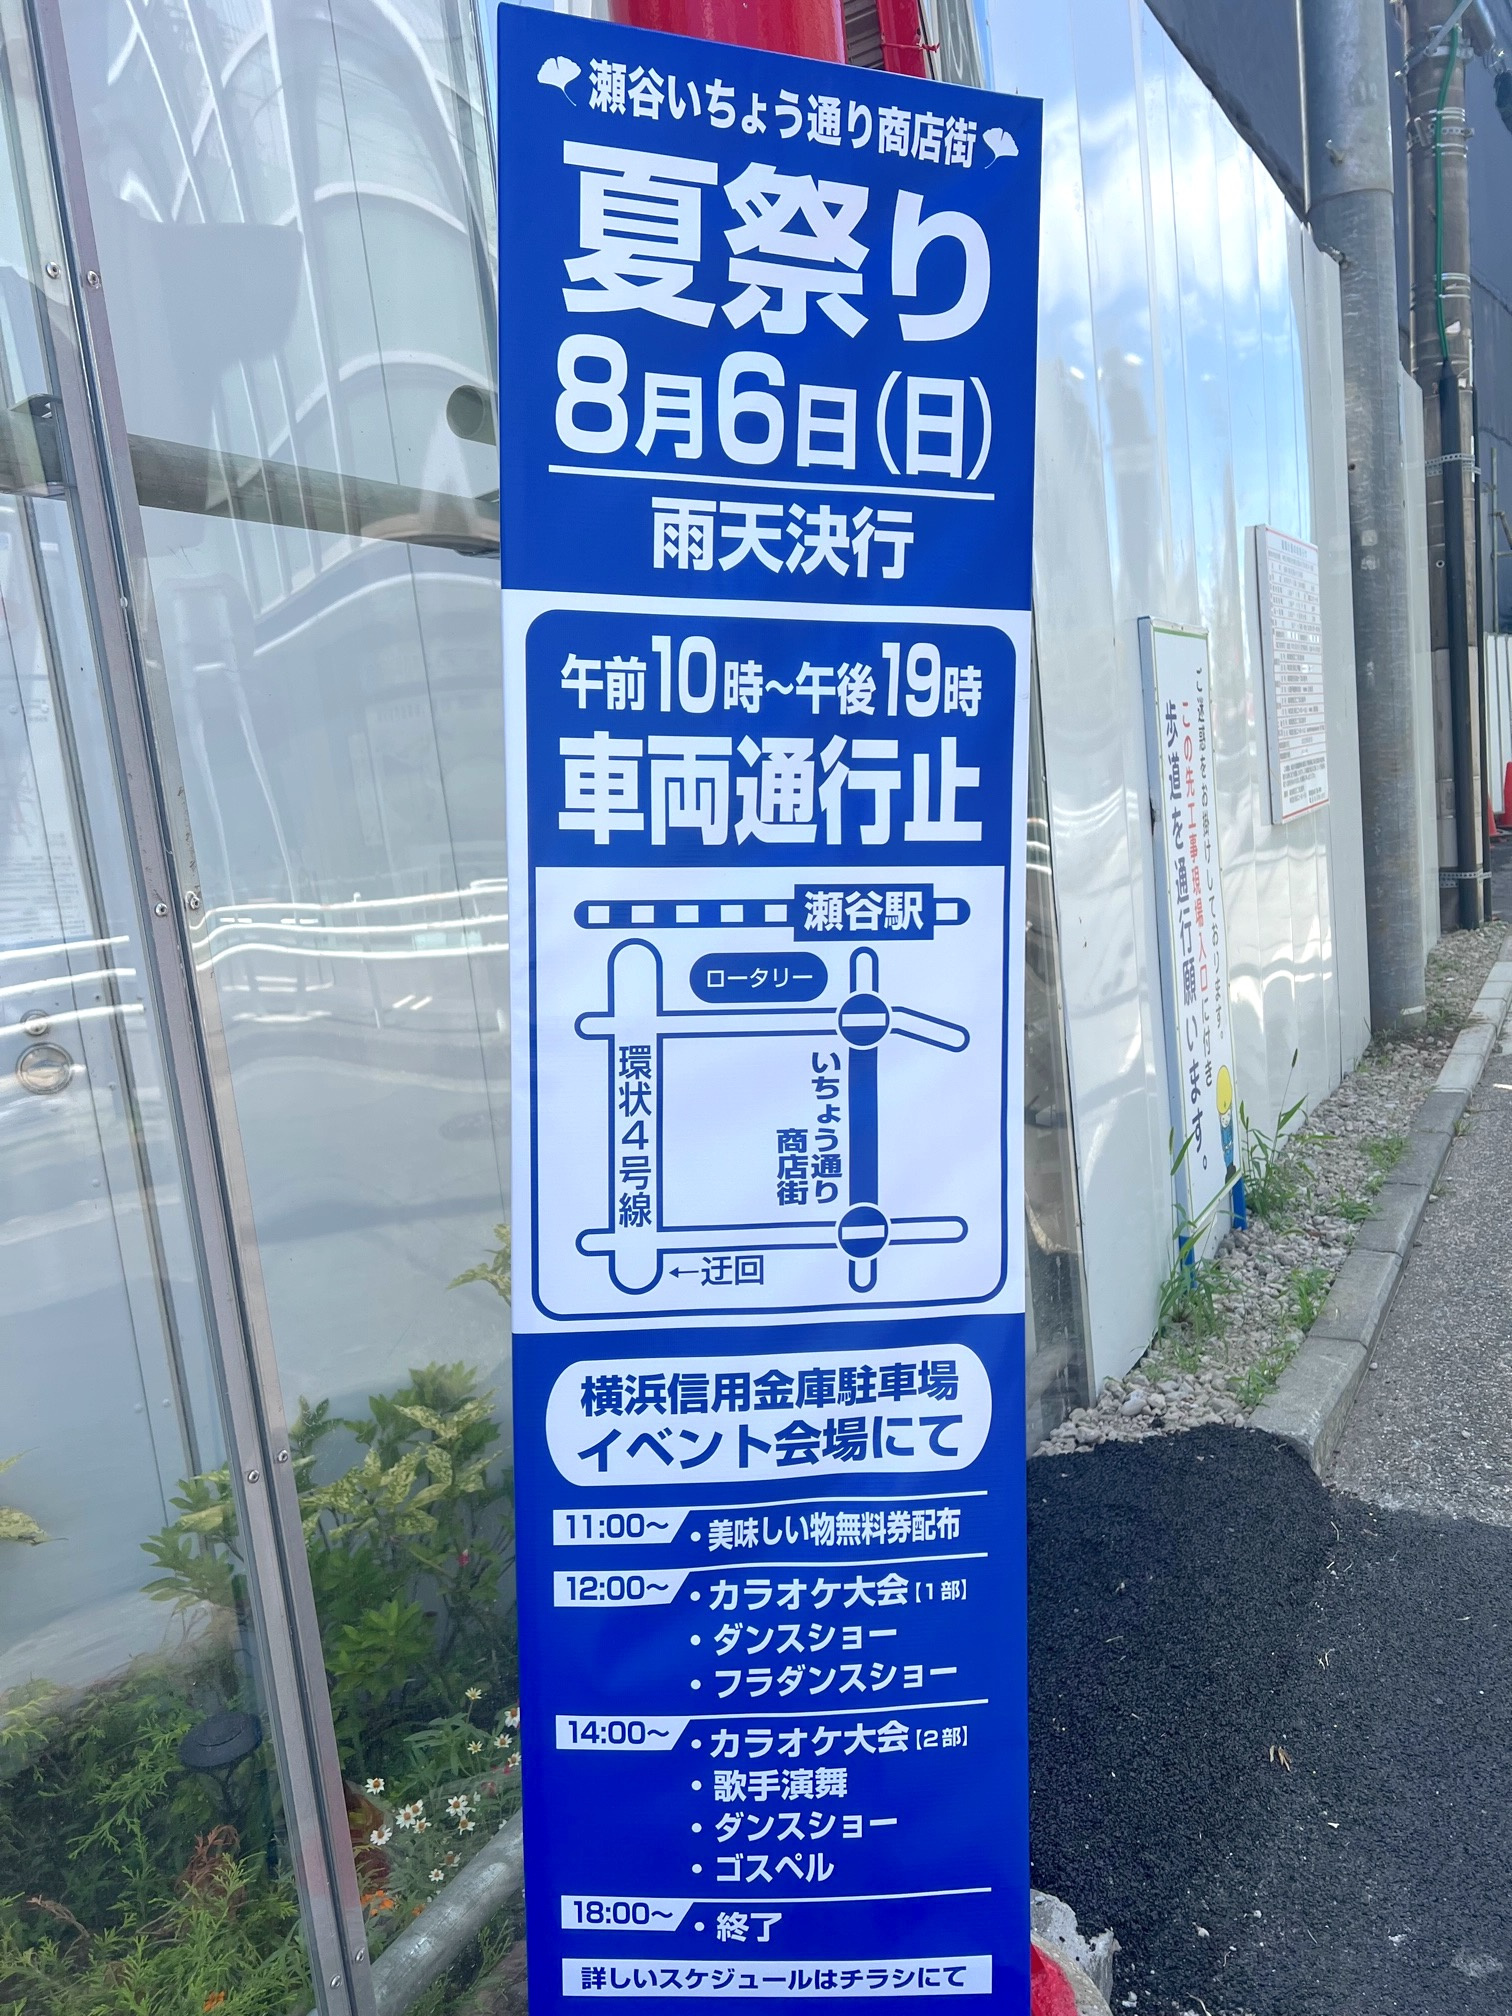 瀬谷いちょう通り商店街
夏祭り
8月6日(日)
雨天決行
午前10時~午後19時
車両通行止
瀬谷駅
ロータリー
環状4号線
いちょう通り
商店街
←迂回
横浜信用金庫駐車場
イベント会場にて
11:00~ ・美味しい物無料券配布
12:00~ ・カラオケ大会【1部】
・ダンスショー
・フラダンスショー
14:00~ ・カラオケ大会【2部】
・歌手演舞
・ダンスショー
・ゴスペル
18:00~ ・終了
詳しいスケジュールはチラシにて
ご迷惑をお掛けしております。
この先工事現場入口に付き
歩道を通行願います。